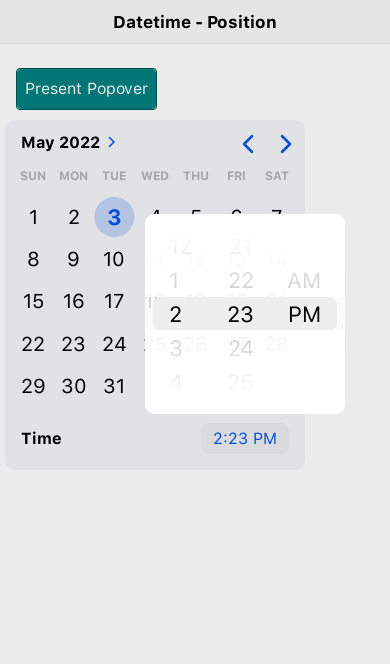 Datetime - Position
Present Popover
May 2022
SUN MON TUE WED THU FRI SAT
1 2 3 4 5 6 7
8 9 10
15 16 17
22 23 24
29 30 31
12 21
1 22 AM
2 23 PM
3 24
4 25
Time 2:23 PM